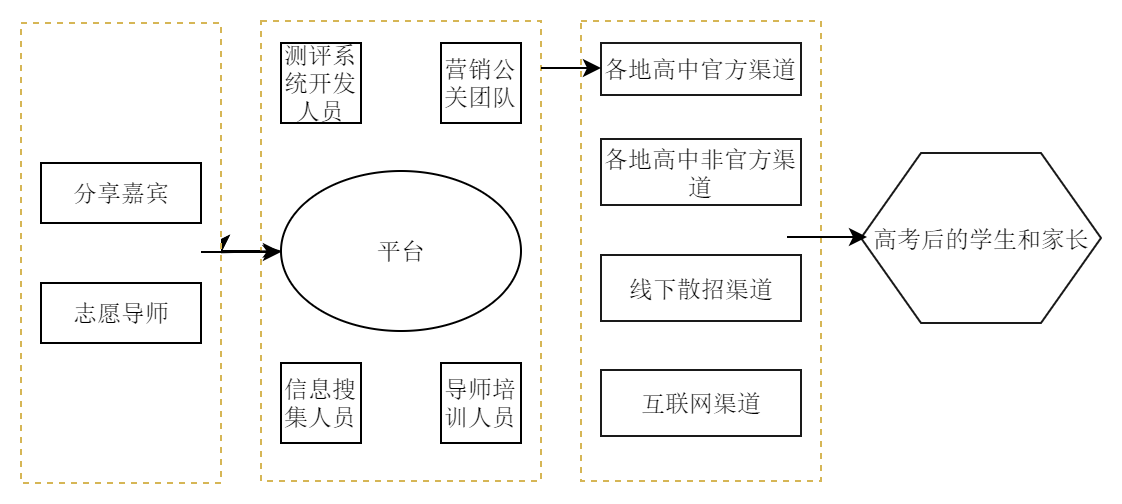 分享嘉宾
志愿导师
测评系
统开发
人员
营销公
关团队
平台
信息搜
集人员
导师培
训人员
各地高中官方渠道
各地高中非官方渠
道
线下散招渠道
互联网渠道
高考后的学生和家长